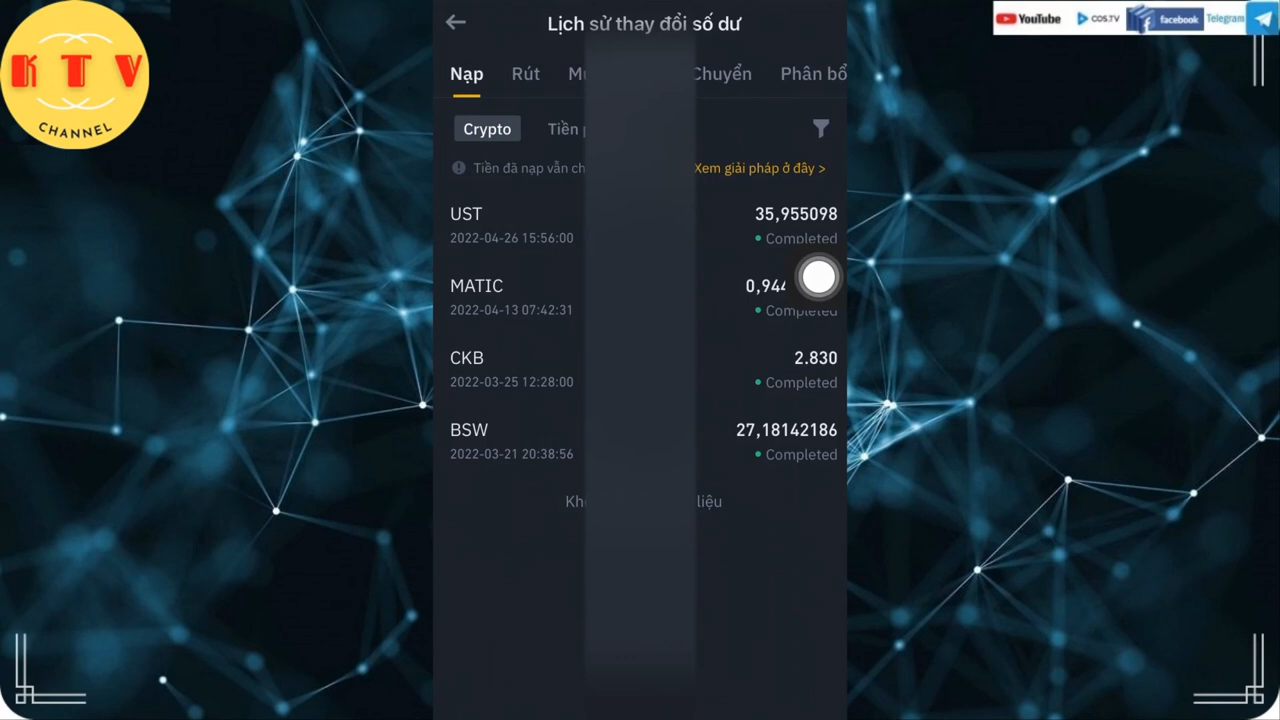 K T V
CHANNEL
YouTube
COS.TV
facebook
Telegram
Lịch sử thay đổi số dư
Nạp Rút Chuyển Phân bổ
Crypto Tiền
Tiền đã nạp vẫn Xem giải pháp ở đây >
UST 35,955098
2022-04-26 15:56:00 Completed
MATIC 0,944
2022-04-13 07:42:31 Completed
CKB 2.830
2022-03-25 12:28:00 Completed
BSW 27,18142186
2022-03-21 20:38:56 Completed
liệu